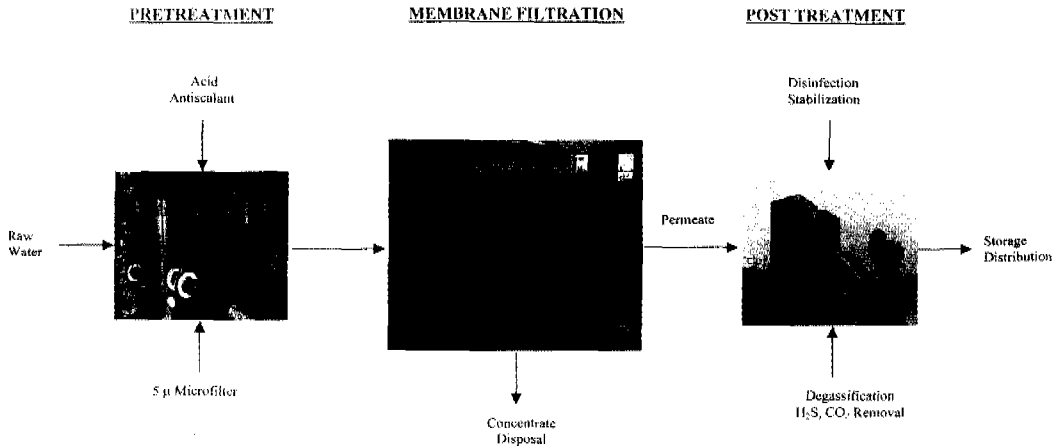 PRETREATMENT
MEMBRANE FILTRATION
POST TREATMENT
Acid
Antiscalant
Disinfection
Stabilization
Raw
Water
Permeate
Storage
Distribution
5 μ Microfilter
Concentrate
Disposal
Degassification
H₂S, CO₂ Removal